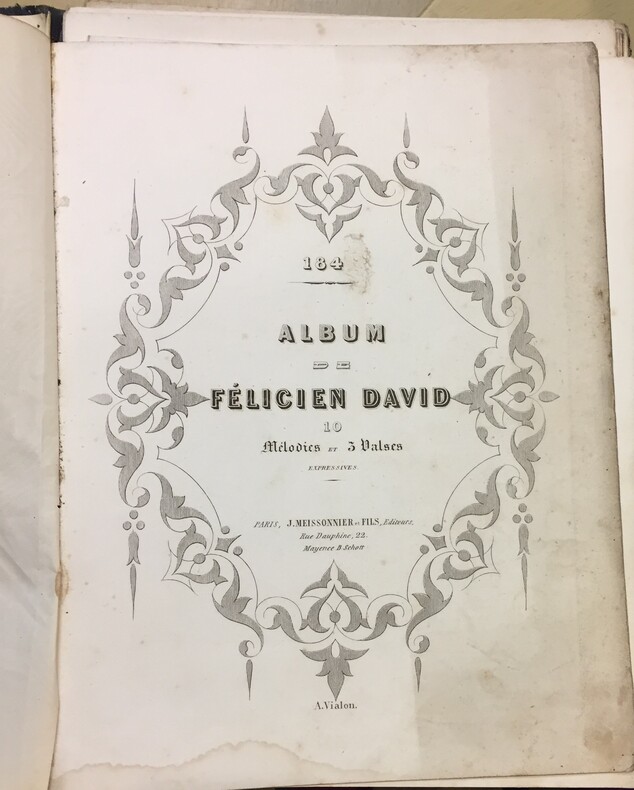 184
ALBUM
DE
FÉLICIEN DAVID
10
Mélodies ET 3 Valses
EXPRESSIVES.
PARIS, J. MEISSONNIER et FILS, Editeurs.
Rue Dauphine, 22.
Mayence B. Schott
A. Vialon.